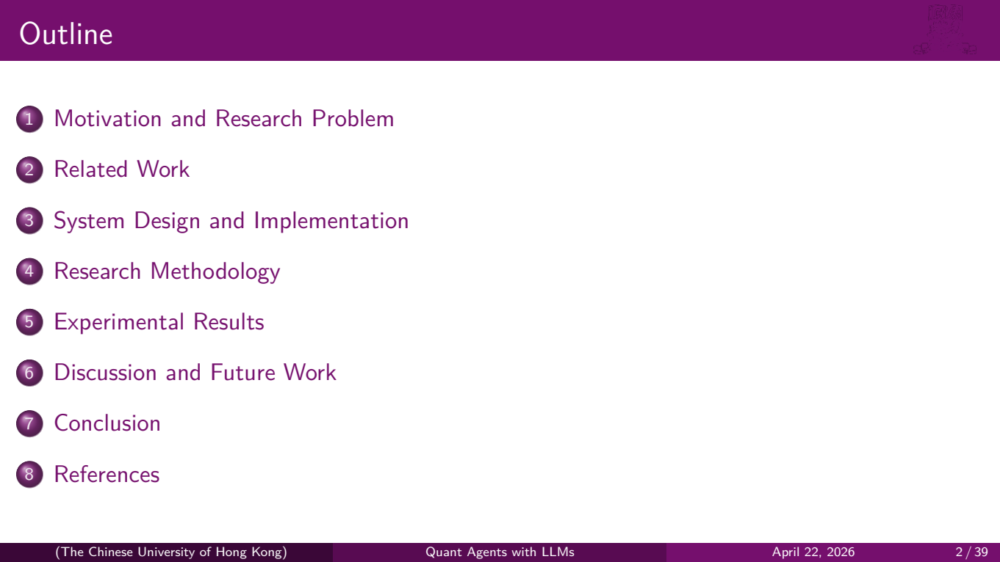 Outline
1 Motivation and Research Problem
2 Related Work
3 System Design and Implementation
4 Research Methodology
5 Experimental Results
6 Discussion and Future Work
7 Conclusion
8 References
(The Chinese University of Hong Kong) Quant Agents with LLMs April 22, 2026 2 / 39